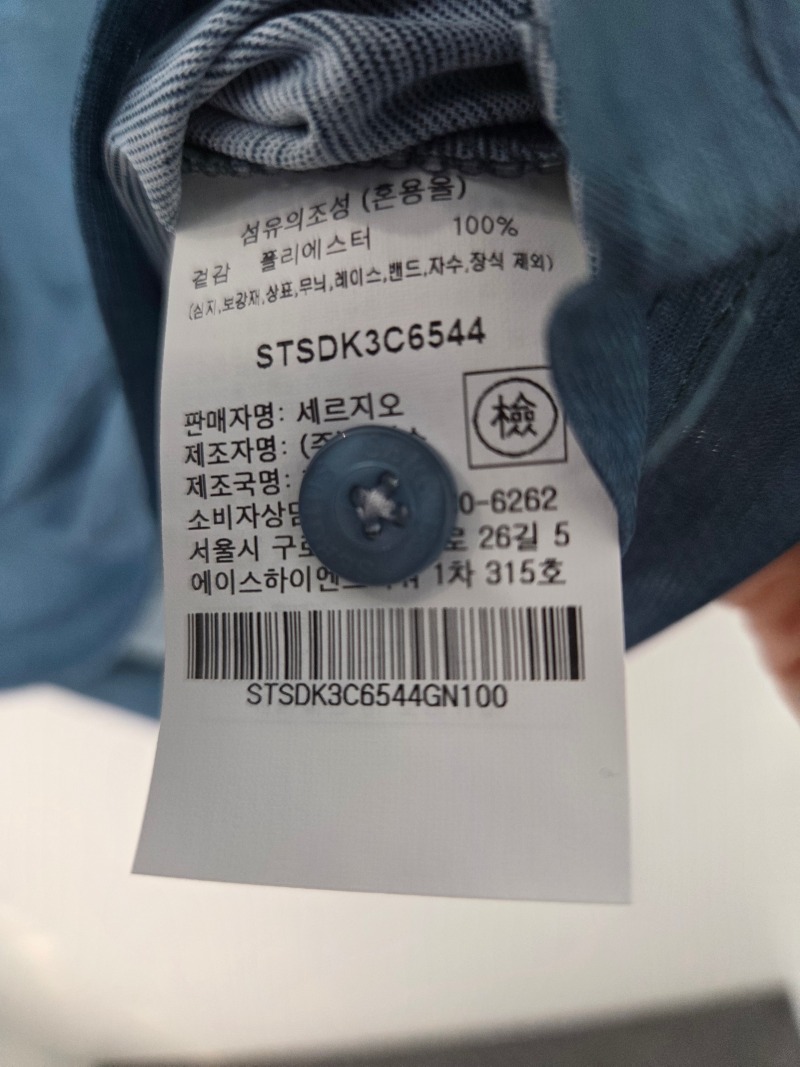 섬유의조성 (혼용율)
겉감 폴리에스터 100%
(심지,보강재,상표,무늬,레이스,밴드,자수,장식 제외)
STSDK3C6544
판매자명: 세르지오
檢
제조자명: (주)
제조국명:
소비자상담 0-6262
서울시 구로 26길 5
에이스하이엔드 1차 315호
STSDK3C6544GN100